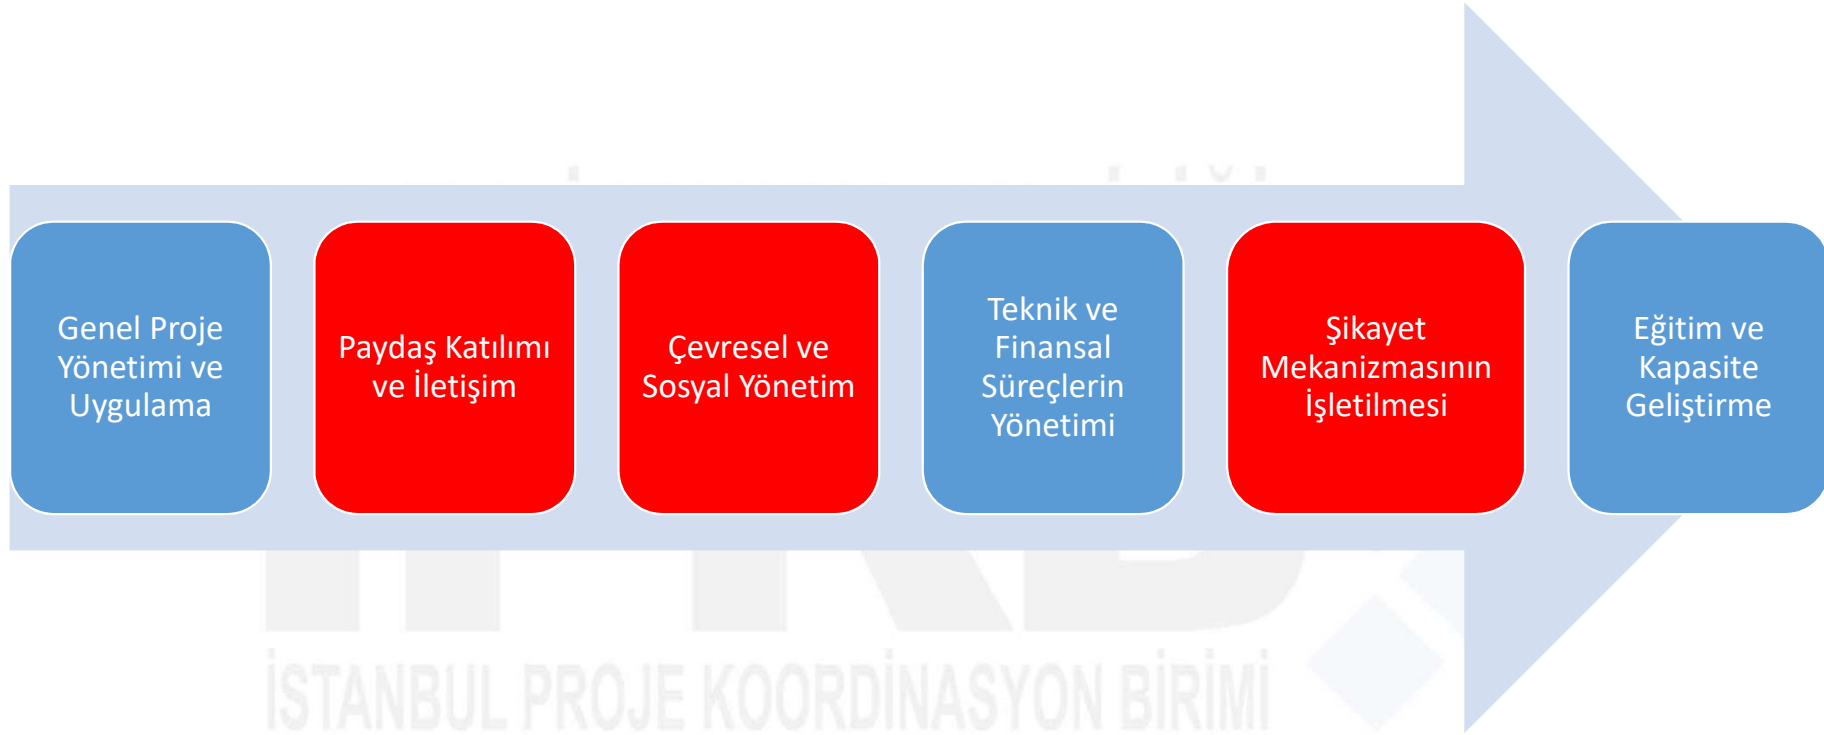 Genel Proje
Yönetimi ve
Uygulama
Paydaş Katılımı
ve İletişim
Çevresel ve
Sosyal Yönetim
Teknik ve
Finansal
Süreçlerin
Yönetimi
Şikayet
Mekanizmasının
İşletilmesi
Eğitim ve
Kapasite
Geliştirme
İSTANBUL PROJE KOORDİNASYON BİRİMİ